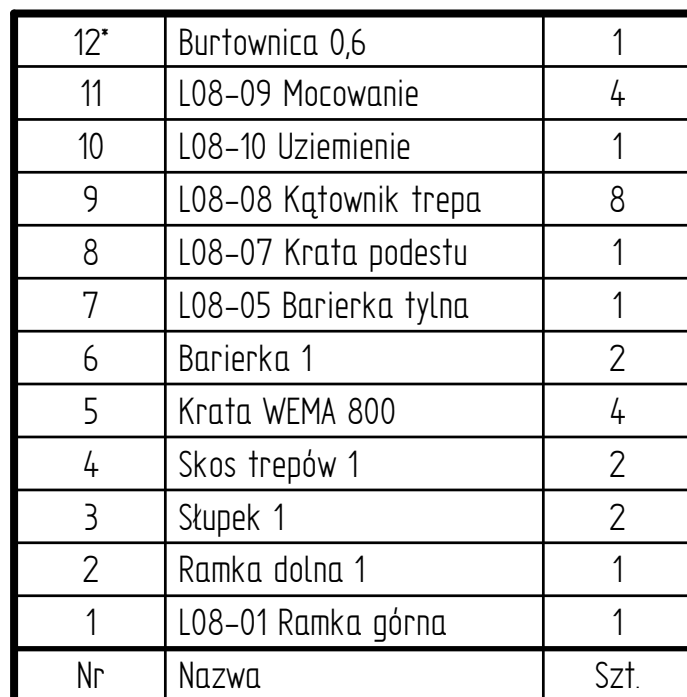 12* Burtownica 0,6 1
11 L08-09 Mocowanie 4
10 L08-10 Uziemienie 1
9 L08-08 Kątownik trepa 8
8 L08-07 Krata podestu 1
7 L08-05 Barierka tylna 1
6 Barierka 1 2
5 Krata WEMA 800 4
4 Skos trepów 1 2
3 Słupek 1 2
2 Ramka dolna 1 1
1 L08-01 Ramka górna 1
Nr Nazwa Szt.